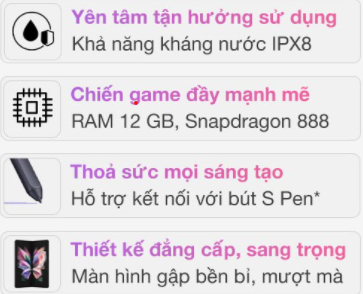 Yên tâm tận hưởng sử dụng
Khả năng kháng nước IPX8
Chiến game đầy mạnh mẽ
RAM 12 GB, Snapdragon 888
Thoả sức mọi sáng tạo
Hỗ trợ kết nối với bút S Pen*
Thiết kế đẳng cấp, sang trọng
Màn hình gập bền bỉ, mượt mà